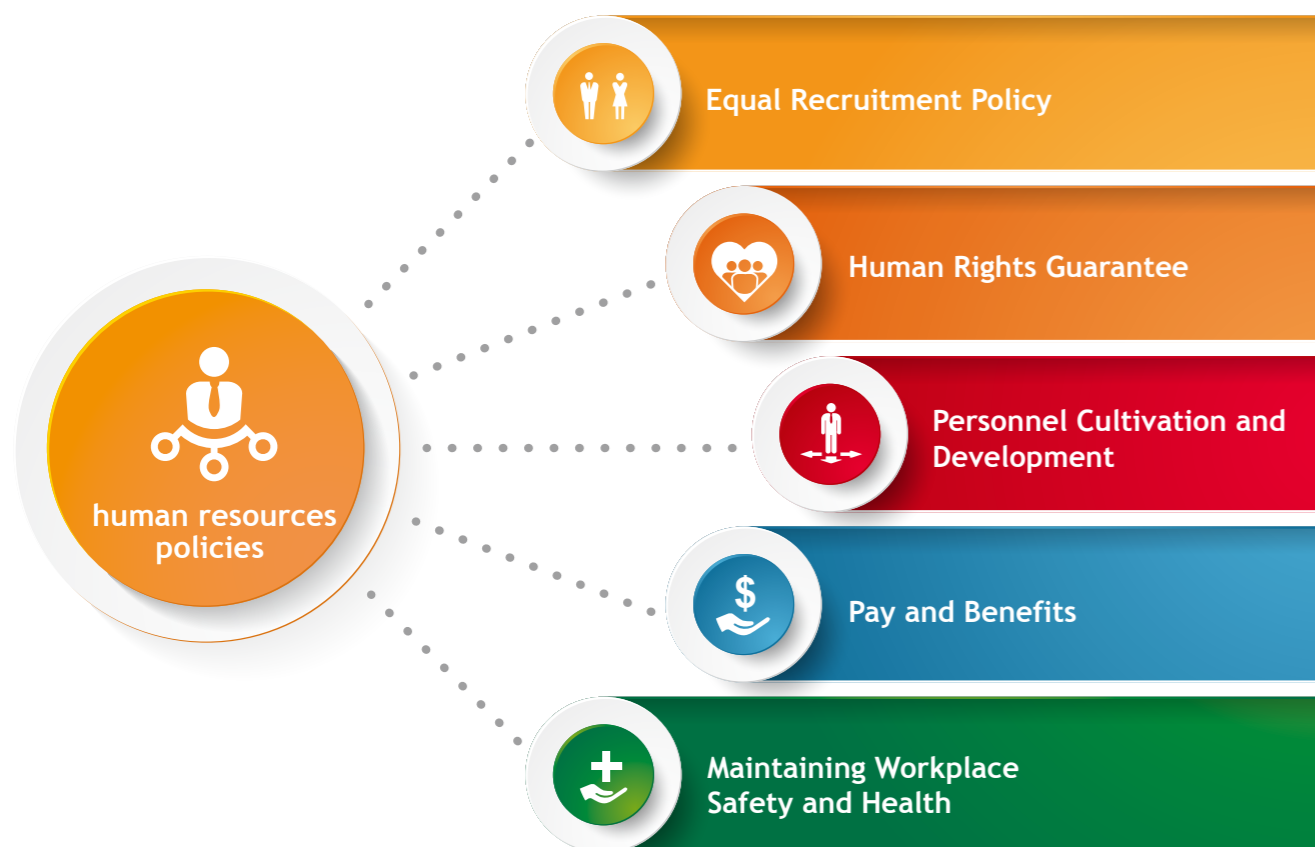 Equal Recruitment Policy
Human Rights Guarantee
human resources
policies
Personnel Cultivation and
Development
$
Pay and Benefits
Maintaining Workplace
Safety and Health